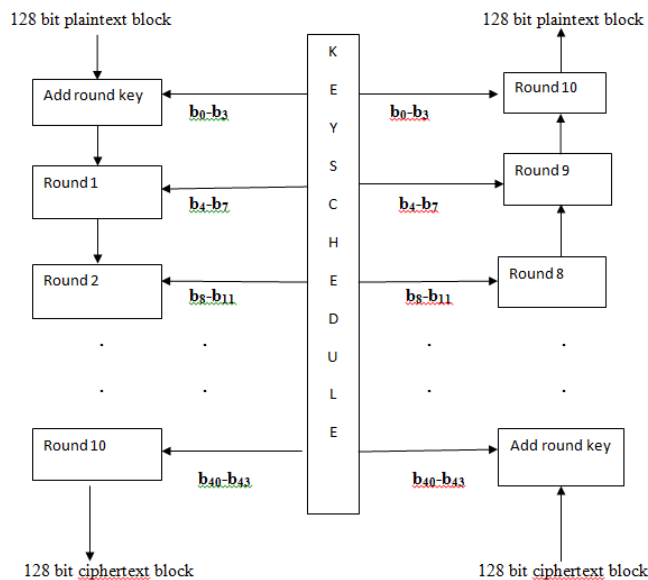 128 bit plaintext block
128 bit plaintext block
K
E
Y
S
C
H
E
D
U
L
E
Add round key
b0-b3
b0-b3
Round 10
Round 1
b4-b7
b4-b7
Round 9
Round 2
b8-b11
b8-b11
Round 8
Round 10
b40-b43
b40-b43
Add round key
128 bit ciphertext block
128 bit ciphertext block